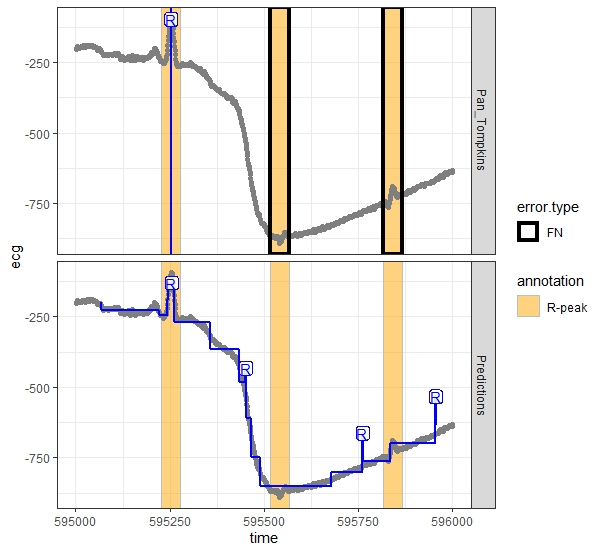 R
-250
-500
-750
Pan_Tompkins
ecg
error.type
FN
annotation
R-peak
R
R
R
R
-250
-500
-750
Predictions
595000 595250 595500 595750 596000
time